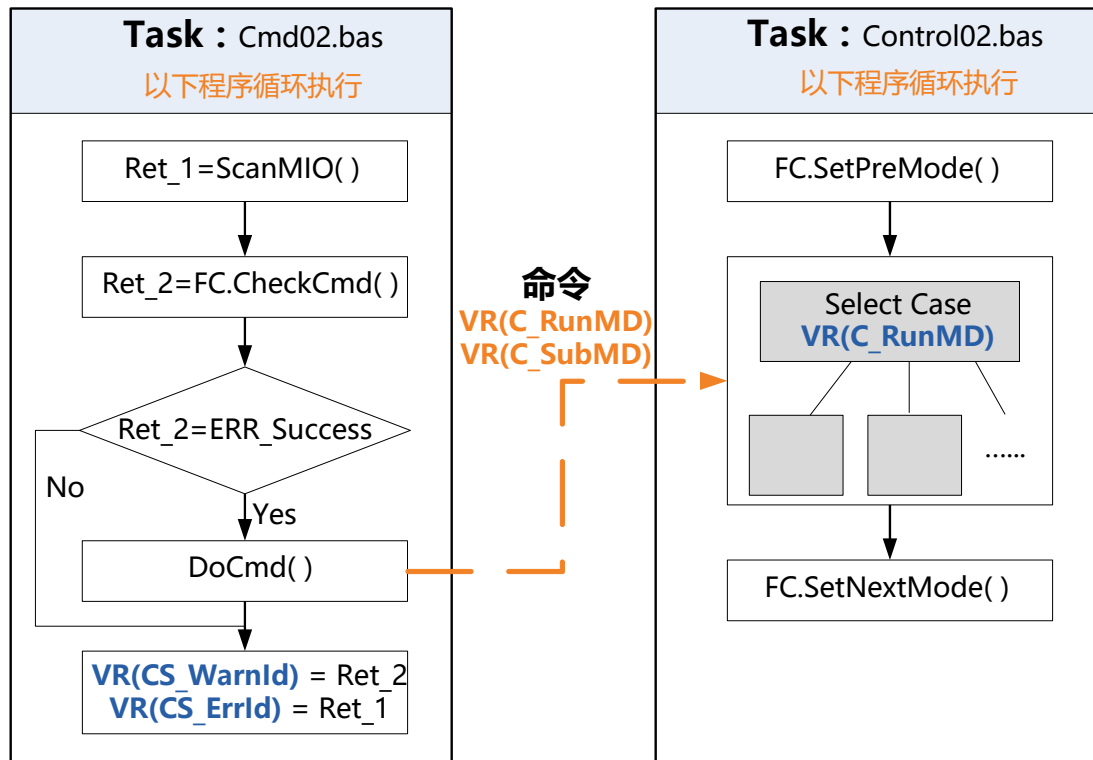 Task：Cmd02.bas
以下程序循环执行
Ret_1=ScanMIO( )
Ret_2=FC.CheckCmd( )
Ret_2=ERR_Success
No
Yes
DoCmd( )
VR(CS_WarnId) = Ret_2
VR(CS_ErrId) = Ret_1
命令
VR(C_RunMD)
VR(C_SubMD)
Task：Control02.bas
以下程序循环执行
FC.SetPreMode( )
Select Case
VR(C_RunMD)
......
FC.SetNextMode( )